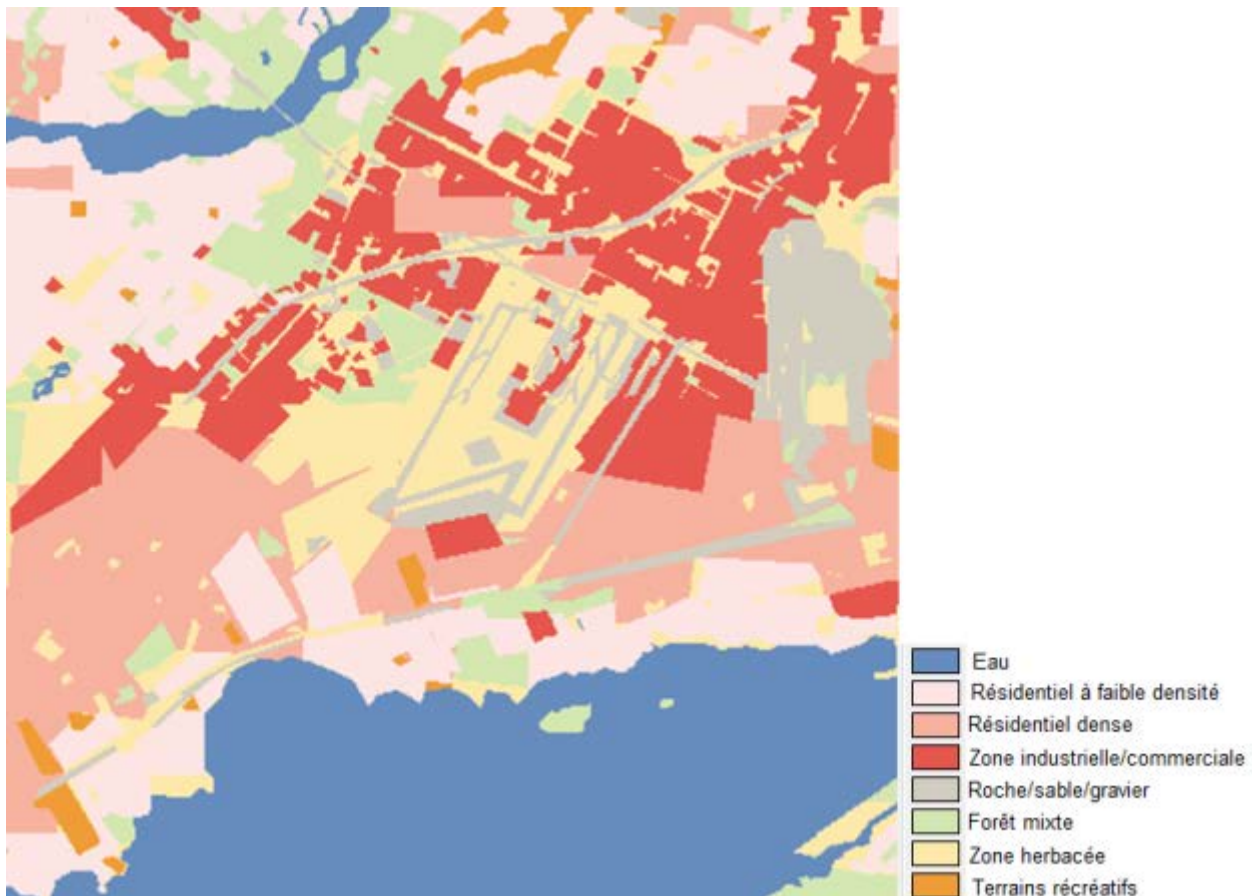 Eau
Résidentiel à faible densité
Résidentiel dense
Zone industrielle/commerciale
Roche/sable/gravier
Forêt mixte
Zone herbacée
Terrains récréatifs